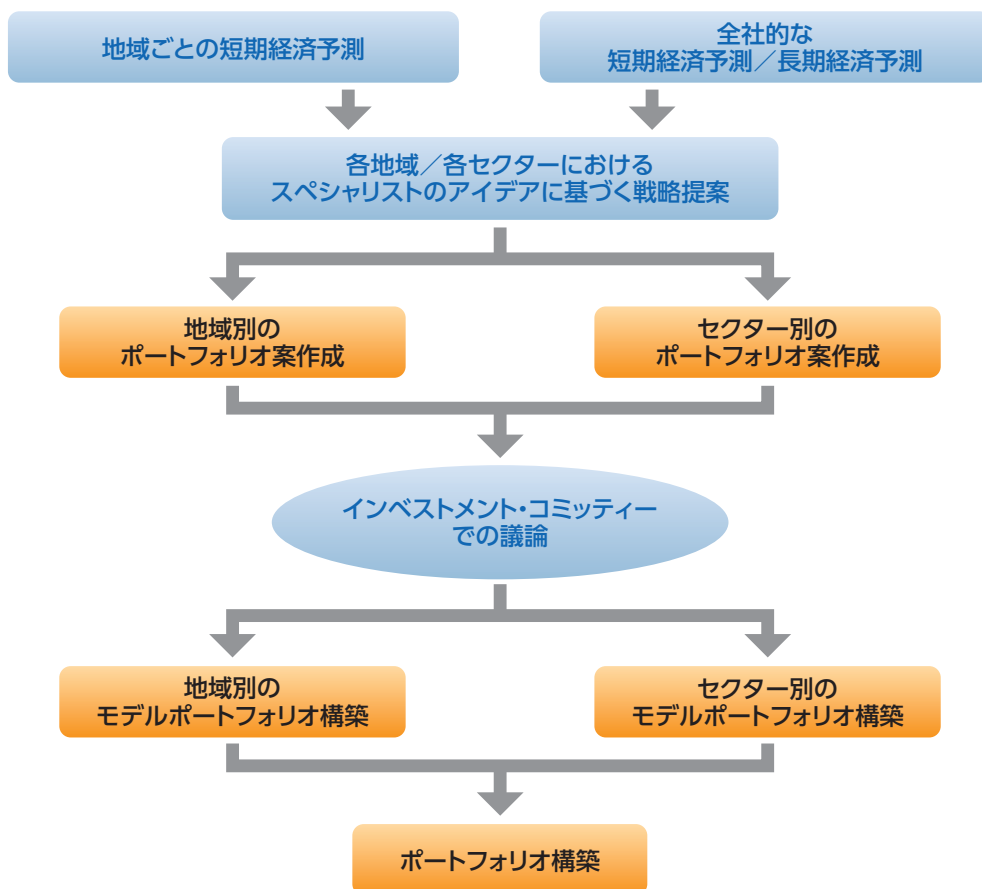 地域ごとの短期経済予測
全社的な
短期経済予測／長期経済予測
各地域／各セクターにおける
スペシャリストのアイデアに基づく戦略提案
地域別の
ポートフォリオ案作成
セクター別の
ポートフォリオ案作成
インベストメント・コミッティー
での議論
地域別の
モデルポートフォリオ構築
セクター別の
モデルポートフォリオ構築
ポートフォリオ構築